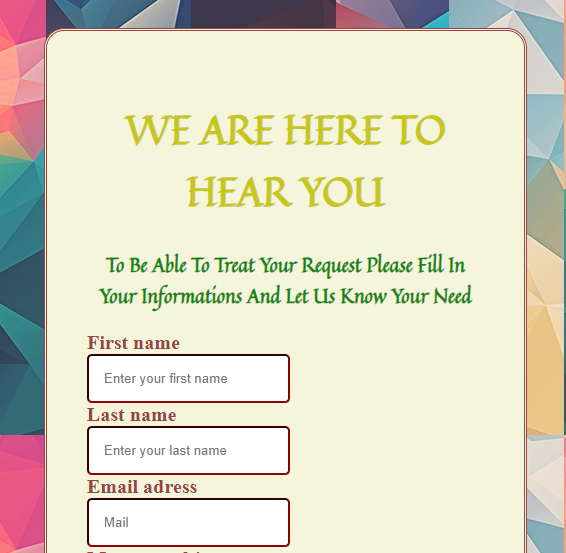 WE ARE HERE TO
HEAR YOU
To Be Able To Treat Your Request Please Fill In
Your Informations And Let Us Know Your Need
First name
Enter your first name
Last name
Enter your last name
Email adress
Mail